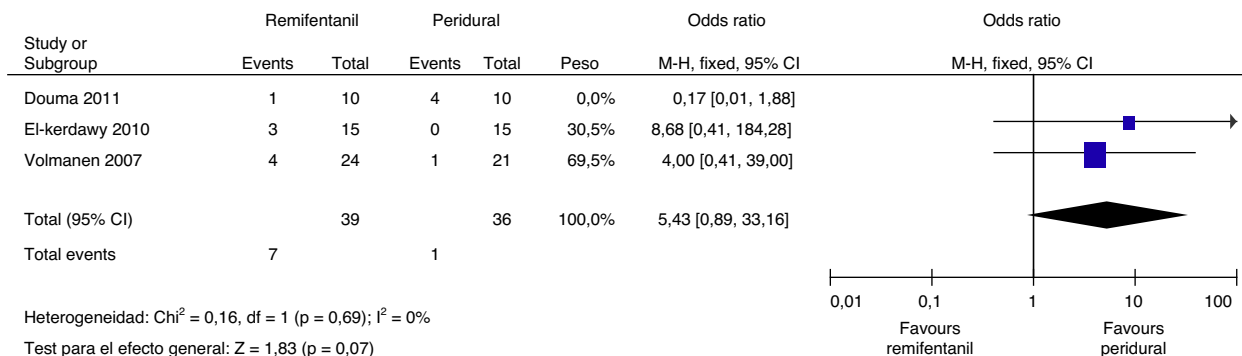 Remifentanil Peridural Odds ratio Odds ratio
Study or
Subgroup Events Total Events Total Peso M-H, fixed, 95% CI M-H, fixed, 95% CI
Douma 2011 1 10 4 10 0,0% 0,17 [0,01, 1,88]
El-kerdawy 2010 3 15 0 15 30,5% 8,68 [0,41, 184,28]
Volmanen 2007 4 24 1 21 69,5% 4,00 [0,41, 39,00]
Total (95% CI) 39 36 100,0% 5,43 [0,89, 33,16]
Total events 7 1
0,01 0,1 1 10 100
Heterogeneidad: Chi² = 0,16, df = 1 (p = 0,69); I² = 0%
Favours remifentanil Favours peridural
Test para el efecto general: Z = 1,83 (p = 0,07)